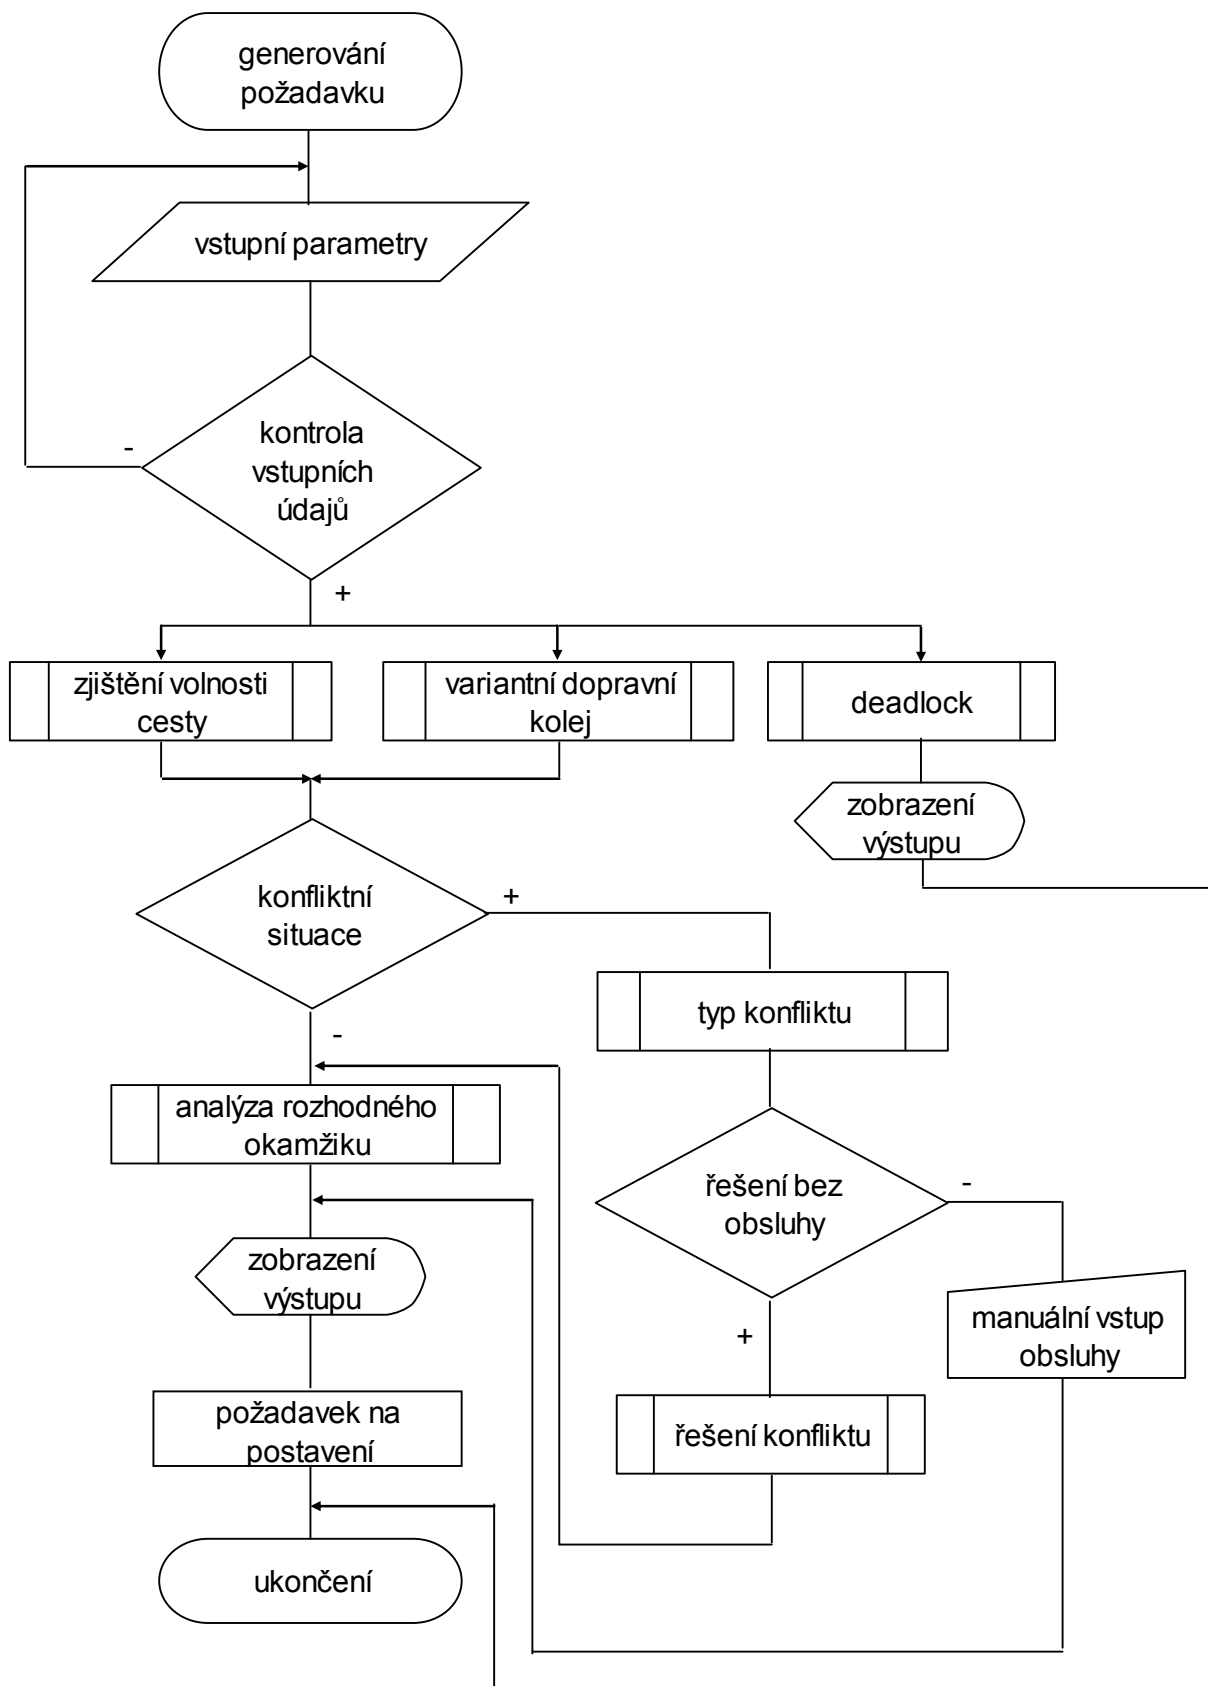 generování
požadavku
vstupní parametry
kontrola
vstupních
údajů
-
+
zjištění volnosti
cesty
variantní dopravní
kolej
deadlock
zobrazení
výstupu
konfliktní
situace
+
-
typ konfliktu
analýza rozhodného
okamžiku
řešení bez
obsluhy
-
+
zobrazení
výstupu
manuální vstup
obsluhy
požadavek na
postavení
řešení konfliktu
ukončení